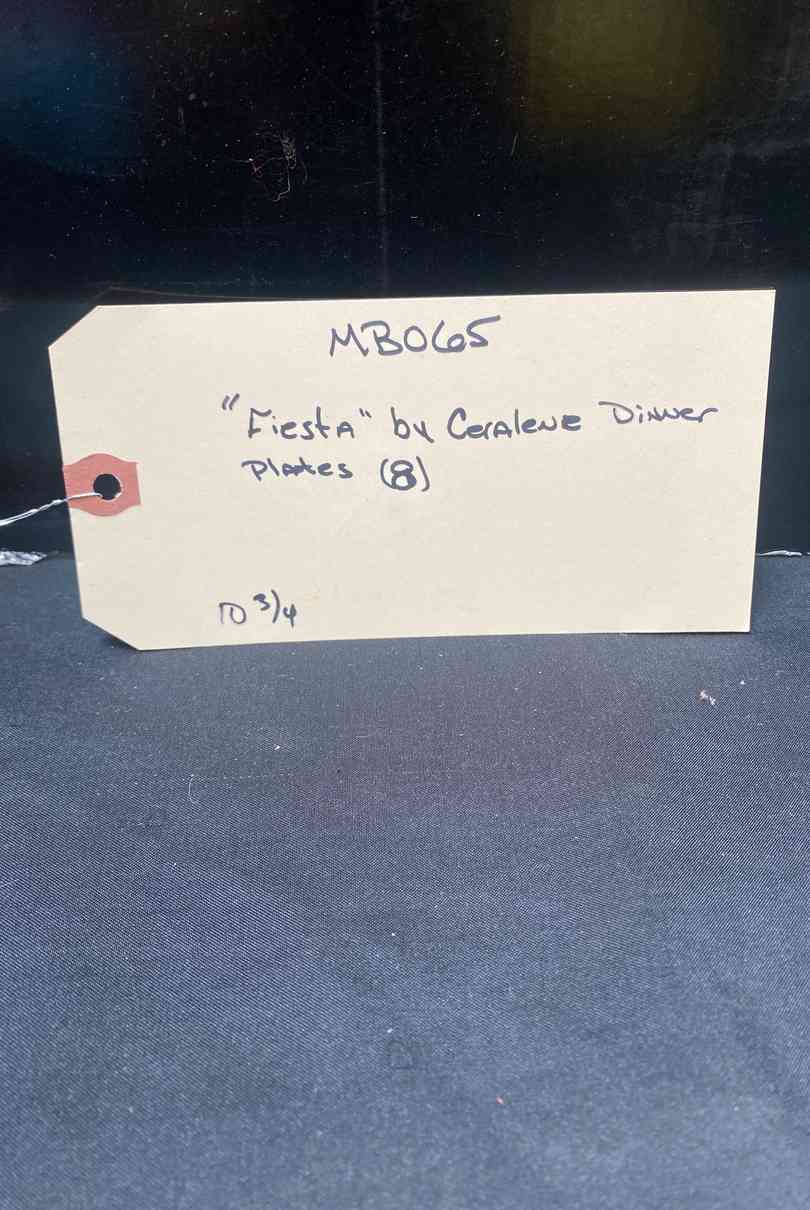 MB065
"Fiesta" by Ceralene Dinner
Plates (8)
10 3/4